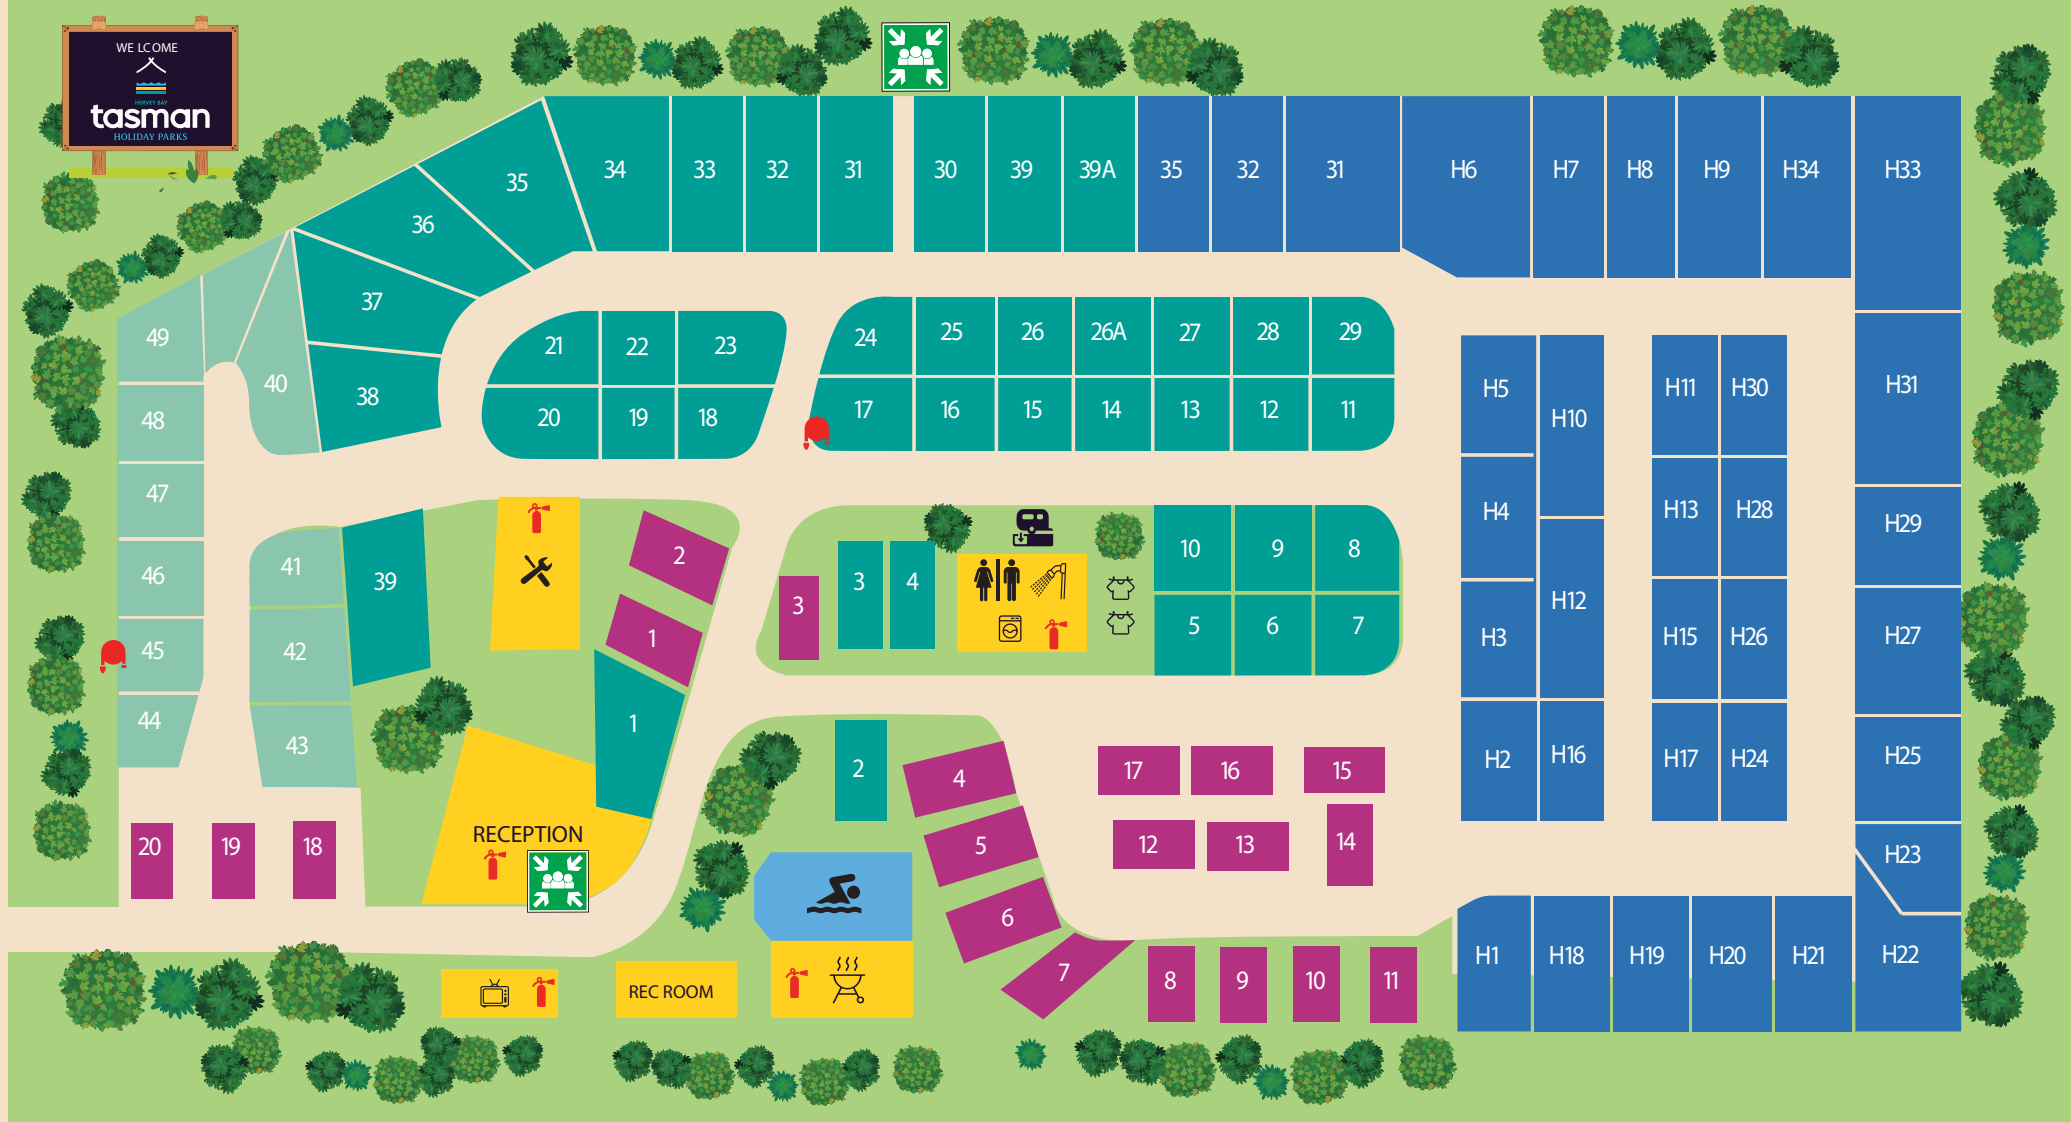 WELCOME
HERVEY BAY
tasman
HOLIDAY PARKS
34
33
32
31
30
39
39A
35
32
31
H6
H7
H8
H9
H34
H33
35
36
37
38
40
49
48
47
46
45
44
21
22
23
20
19
18
24
25
26
26A
27
28
29
17
16
15
14
13
12
11
H5
H10
H11
H30
H31
H4
H13
H28
H29
H3
H12
H15
H26
H27
H2
H16
H17
H24
H25
41
39
42
43
2
1
1
3
3
4
10
9
8
5
6
7
2
4
5
6
7
17
16
15
12
13
14
20
19
18
RECEPTION
REC ROOM
8
9
10
11
H23
H1
H18
H19
H20
H21
H22